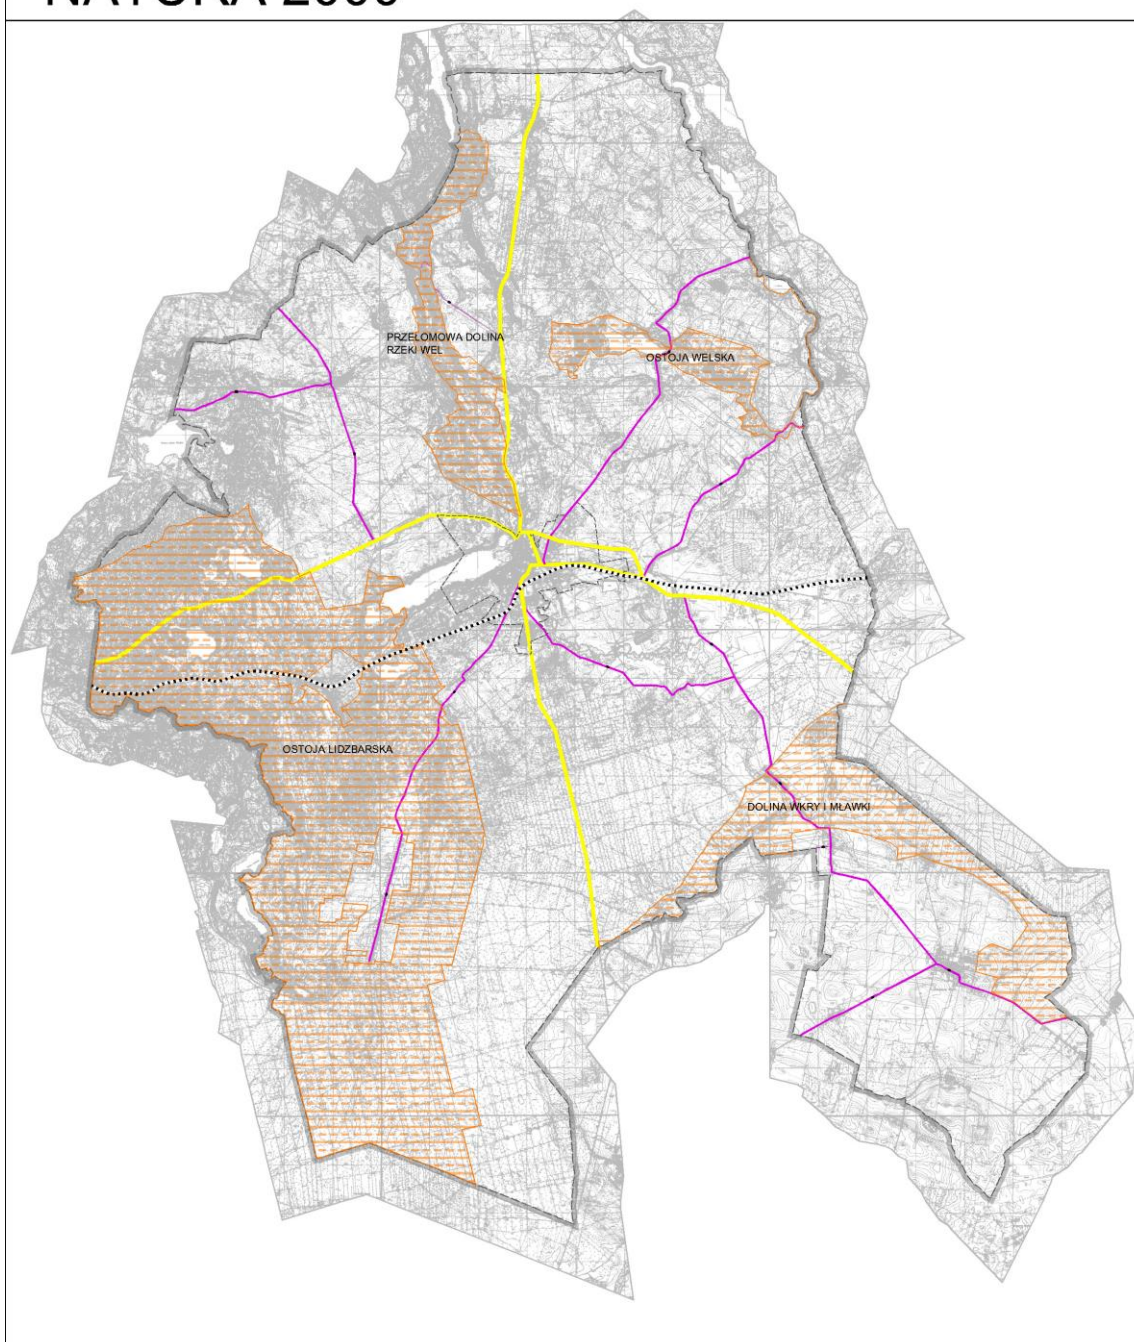 NATURA 2000
PRZEŁOMOWA DOLINA
RZEKI WEL
OSTOJA WELSKA
OSTOJA LIDZBARSKA
DOLINA WKRY I MŁAWKI